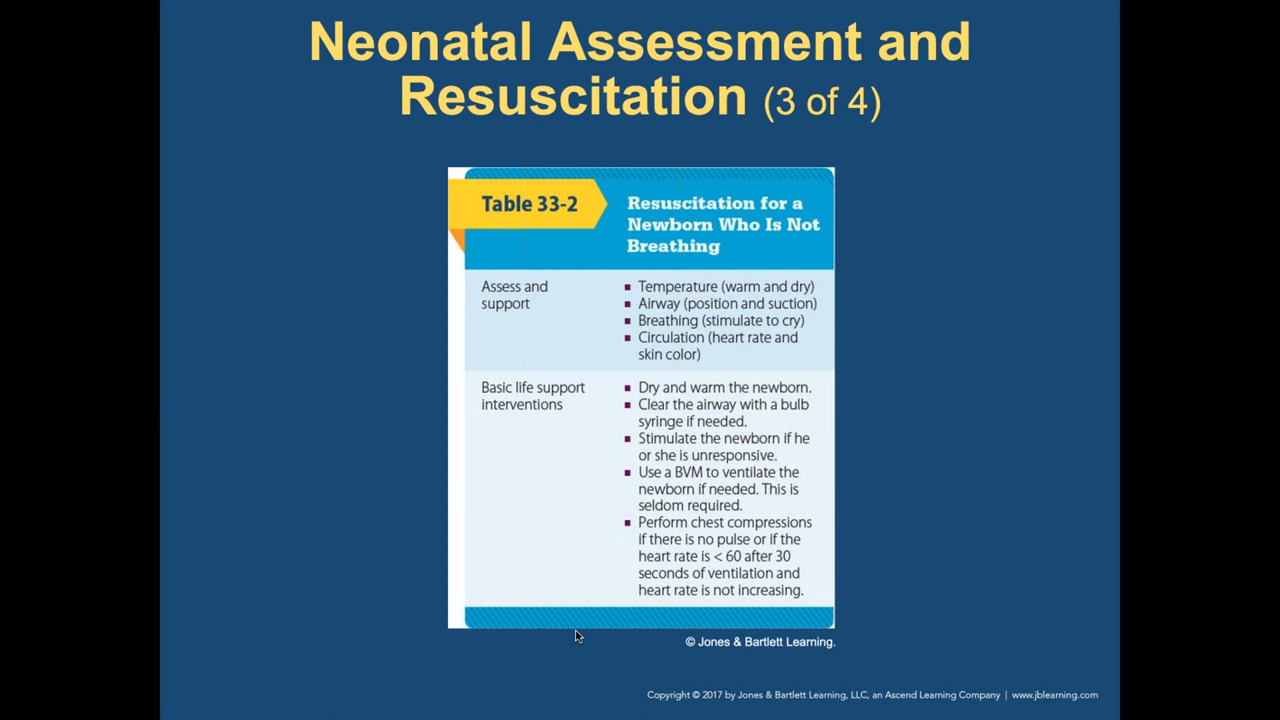 Neonatal Assessment and
Resuscitation (3 of 4)
Table 33-2
Resuscitation for a
Newborn Who Is Not
Breathing
Assess and
support
Temperature (warm and dry)
Airway (position and suction)
Breathing (stimulate to cry)
Circulation (heart rate and
skin color)
Basic life support
interventions
Dry and warm the newborn.
Clear the airway with a bulb
syringe if needed.
Stimulate the newborn if he
or she is unresponsive.
Use a BVM to ventilate the
newborn if needed. This is
seldom required.
Perform chest compressions
if there is no pulse or if the
heart rate is < 60 after 30
seconds of ventilation and
heart rate is not increasing.
© Jones & Bartlett Learning.
Copyright © 2017 by Jones & Bartlett Learning, LLC, an Ascend Learning Company | www.jblearning.com